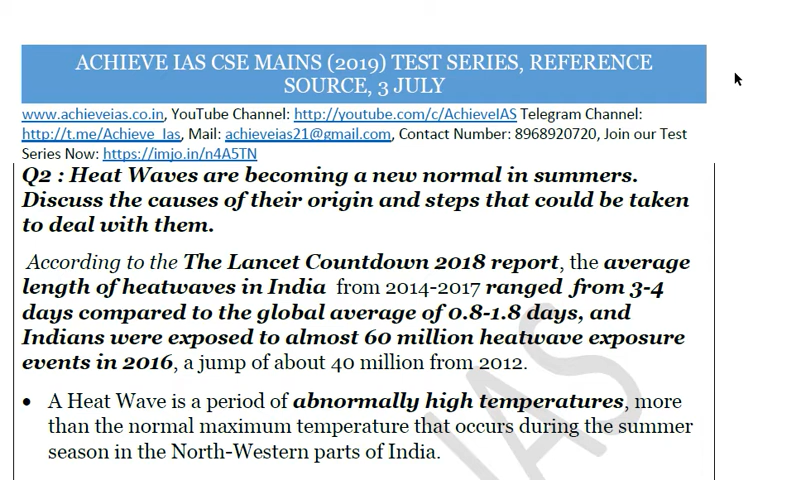 ACHIEVE IAS CSE MAINS (2019) TEST SERIES, REFERENCE
SOURCE, 3 JULY
www.achieveias.co.in, YouTube Channel: http://youtube.com/c/AchieveIAS Telegram Channel:
http://t.me/Achieve_Ias, Mail: achieveias21@gmail.com, Contact Number: 8968920720, Join our Test
Series Now: https://imjo.in/n4A5TN
Q2 : Heat Waves are becoming a new normal in summers.
Discuss the causes of their origin and steps that could be taken
to deal with them.
According to the The Lancet Countdown 2018 report, the average
length of heatwaves in India from 2014-2017 ranged from 3-4
days compared to the global average of 0.8-1.8 days, and
Indians were exposed to almost 60 million heatwave exposure
events in 2016, a jump of about 40 million from 2012.
• A Heat Wave is a period of abnormally high temperatures, more
than the normal maximum temperature that occurs during the summer
season in the North-Western parts of India.
IAS